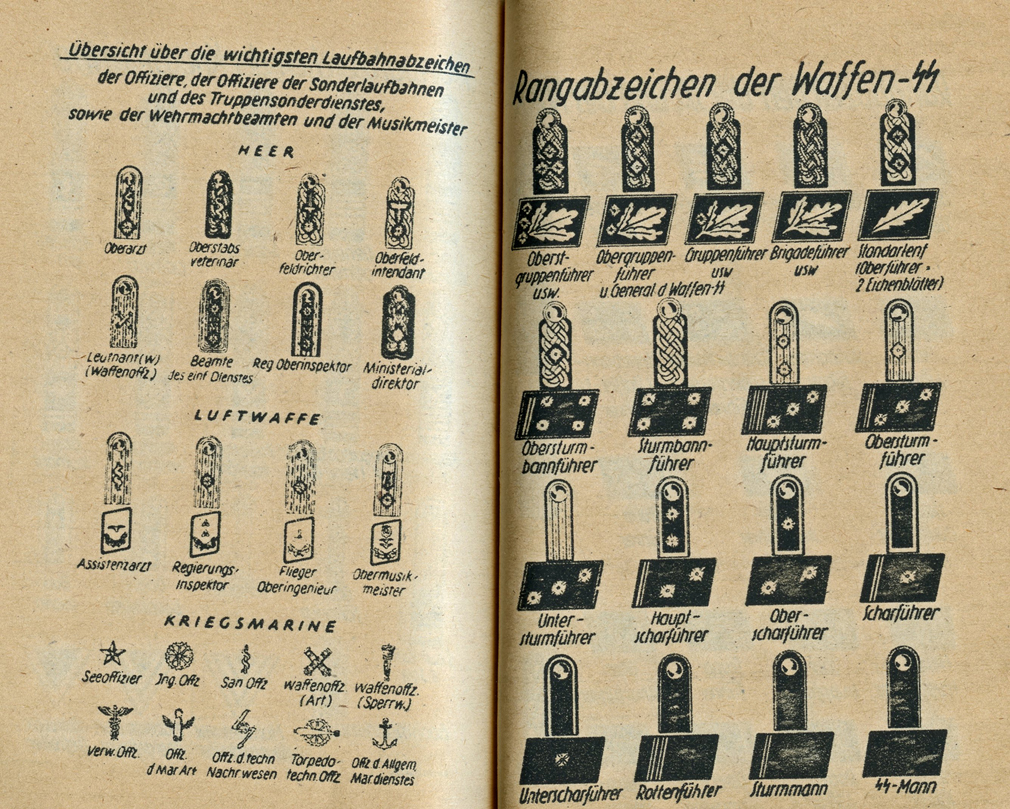 Übersicht über die wichtigsten Laufbahnabzeichen
der Offiziere, der Offiziere der Sonderlaufbahnen
und des Truppensonderdienstes,
sowie der Wehrmachtbeamten und der Musikmeister
HEER
Oberarzt
Oberstabs
veterinär
Ober-
feldrichter
Oberfeld-
intendant
Leutnant (w)
(Waffenoffz.)
Beamte
des einf Dienstes
Reg Oberinspektor
Ministerial-
direktor
LUFTWAFFE
Assistenzarzt
Regierungs-
inspektor
Flieger
Oberingenieur
Obermusik-
meister
KRIEGSMARINE
Seeoffizier
Jng. Offz
San Offz
Waffenoffz.
(Art)
Waffenoffz.
(Sperrw.)
Verw. Offz.
Offz.
d Mar Art
Offz. d. techn
Nachr wesen
Torpedo-
techn. Offz
Offz d. Allgem.
Mar dienstes
Rangabzeichen der Waffen-ϟϟ
Oberst-
gruppenführer
usw.
Obergruppen-
führer
u General d Waffen-ϟϟ
Gruppenführer
usw
Brigadeführer
usw
Standartenf
(Oberführer =
2 Eichenblätter)
Obersturm-
bannführer
Sturmbann-
führer
Hauptsturm-
führer
Obersturm-
führer
Unter-
sturmführer
Haupt-
scharführer
Ober-
scharführer
Scharführer
Unterscharführer
Rottenführer
Sturmmann
ϟϟ-Mann